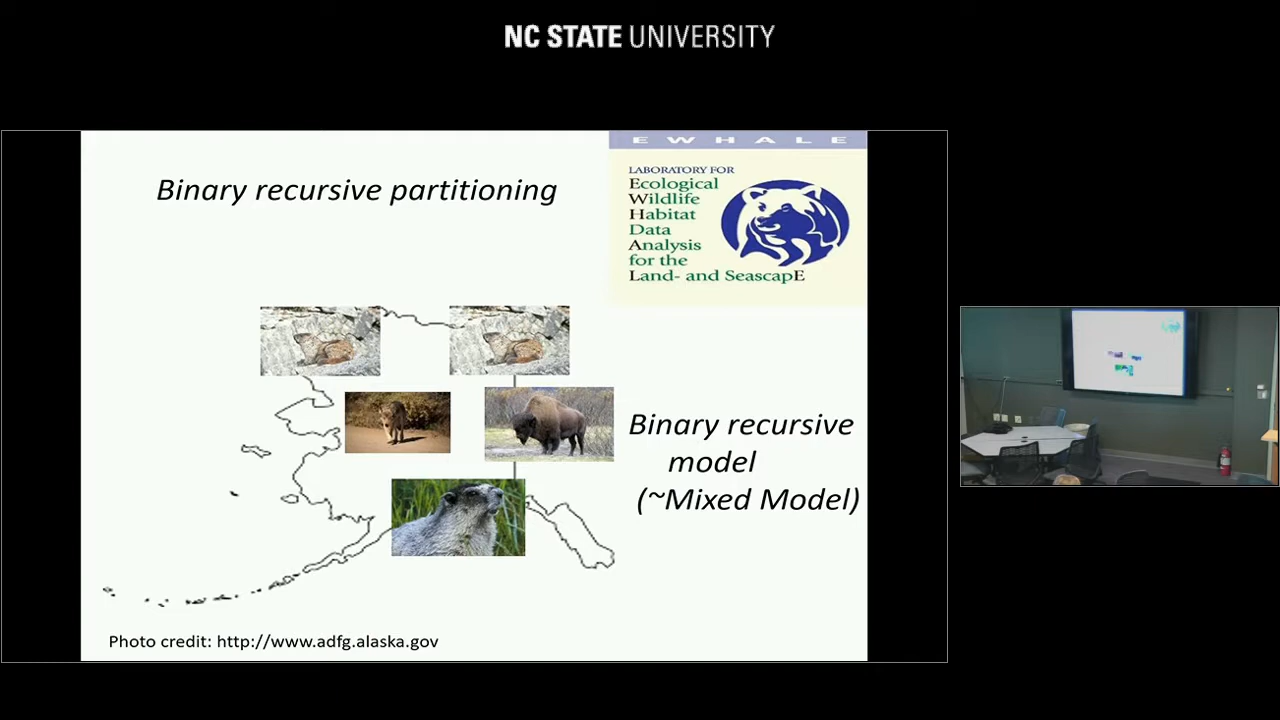 NC STATE UNIVERSITY
EWHALE
Binary recursive partitioning
LABORATORY FOR
Ecological
Wildlife
Habitat
Data
Analysis
for the
Land- and SeascapE
Binary recursive
model
(~Mixed Model)
Photo credit: http://www.adfg.alaska.gov